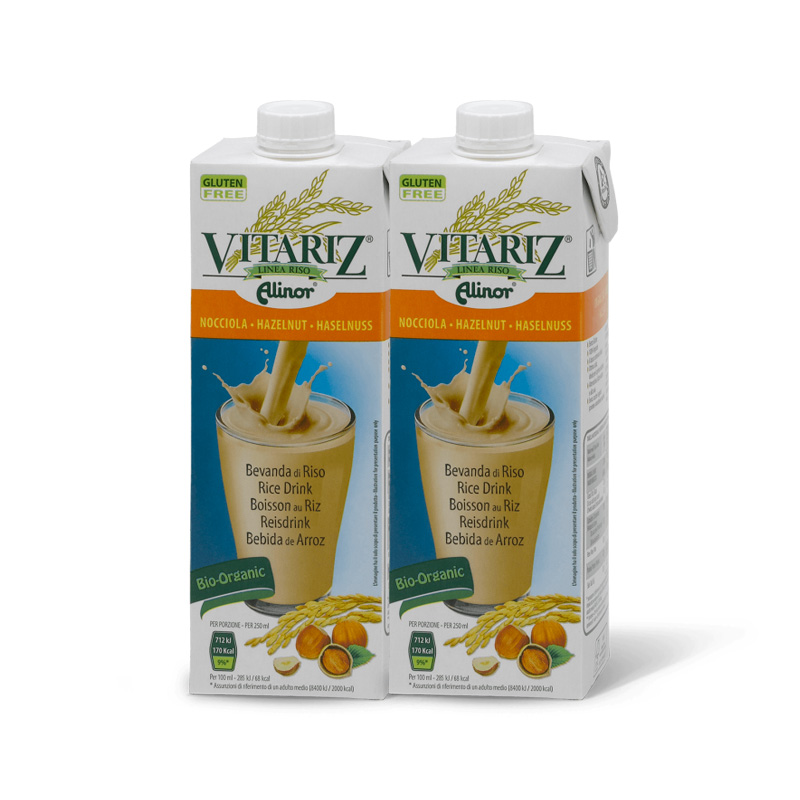 GLUTEN
FREE
VITARIZ®
LINEA RISO
Alinor®
NOCCIOLA • HAZELNUT • HASELNUSS
Bevanda di Riso
Rice Drink
Boisson au Riz
Reisdrink
Bebida de Arroz
Bio-Organic
PER PORZIONE - PER 250 ml
712 kJ
170 Kcal
9%*
Per 100 ml - 285 kJ / 68 kcal
* Assunzioni di riferimento di un adulto medio (8400 kJ / 2000 kcal)
GLUTEN
FREE
VITARIZ®
LINEA RISO
Alinor®
NOCCIOLA • HAZELNUT • HASELNUSS
Bevanda di Riso
Rice Drink
Boisson au Riz
Reisdrink
Bebida de Arroz
Bio-Organic
PER PORZIONE - PER 250 ml
712 kJ
170 Kcal
9%*
Per 100 ml - 285 kJ / 68 kcal
* Assunzioni di riferimento di un adulto medio (8400 kJ / 2000 kcal)